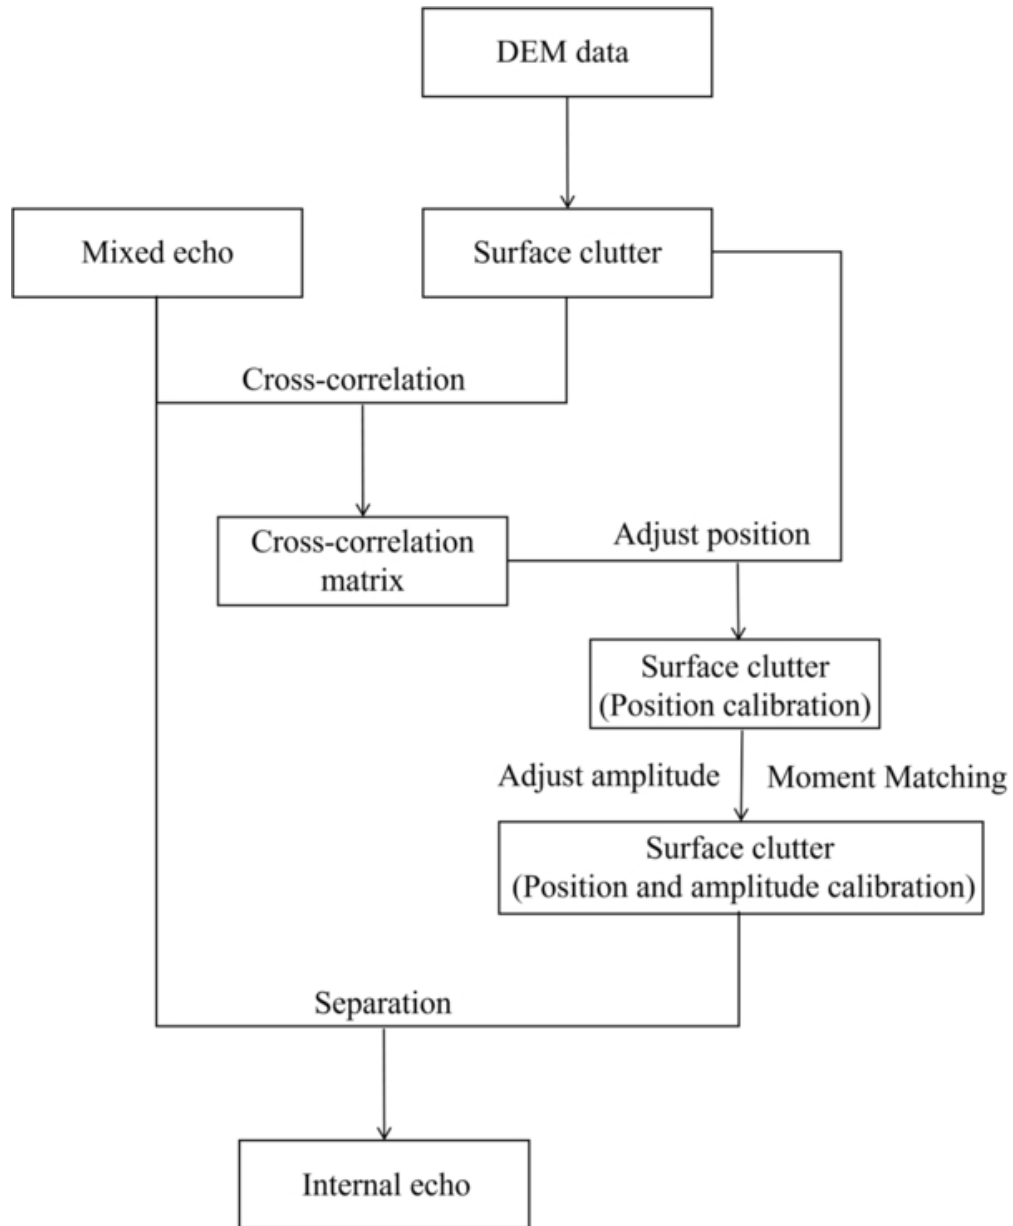 DEM data
Mixed echo
Surface clutter
Cross-correlation
Cross-correlation
matrix
Adjust position
Surface clutter
(Position calibration)
Adjust amplitude
Moment Matching
Surface clutter
(Position and amplitude calibration)
Separation
Internal echo